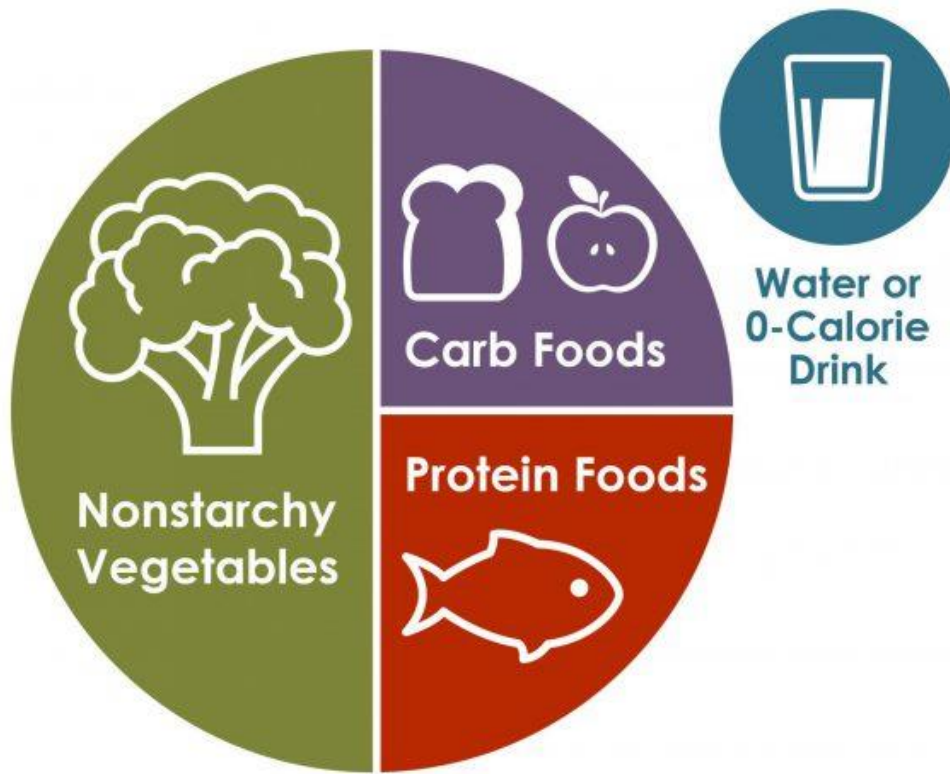 Nonstarchy
Vegetables
Carb Foods
Protein Foods
Water or
0-Calorie
Drink